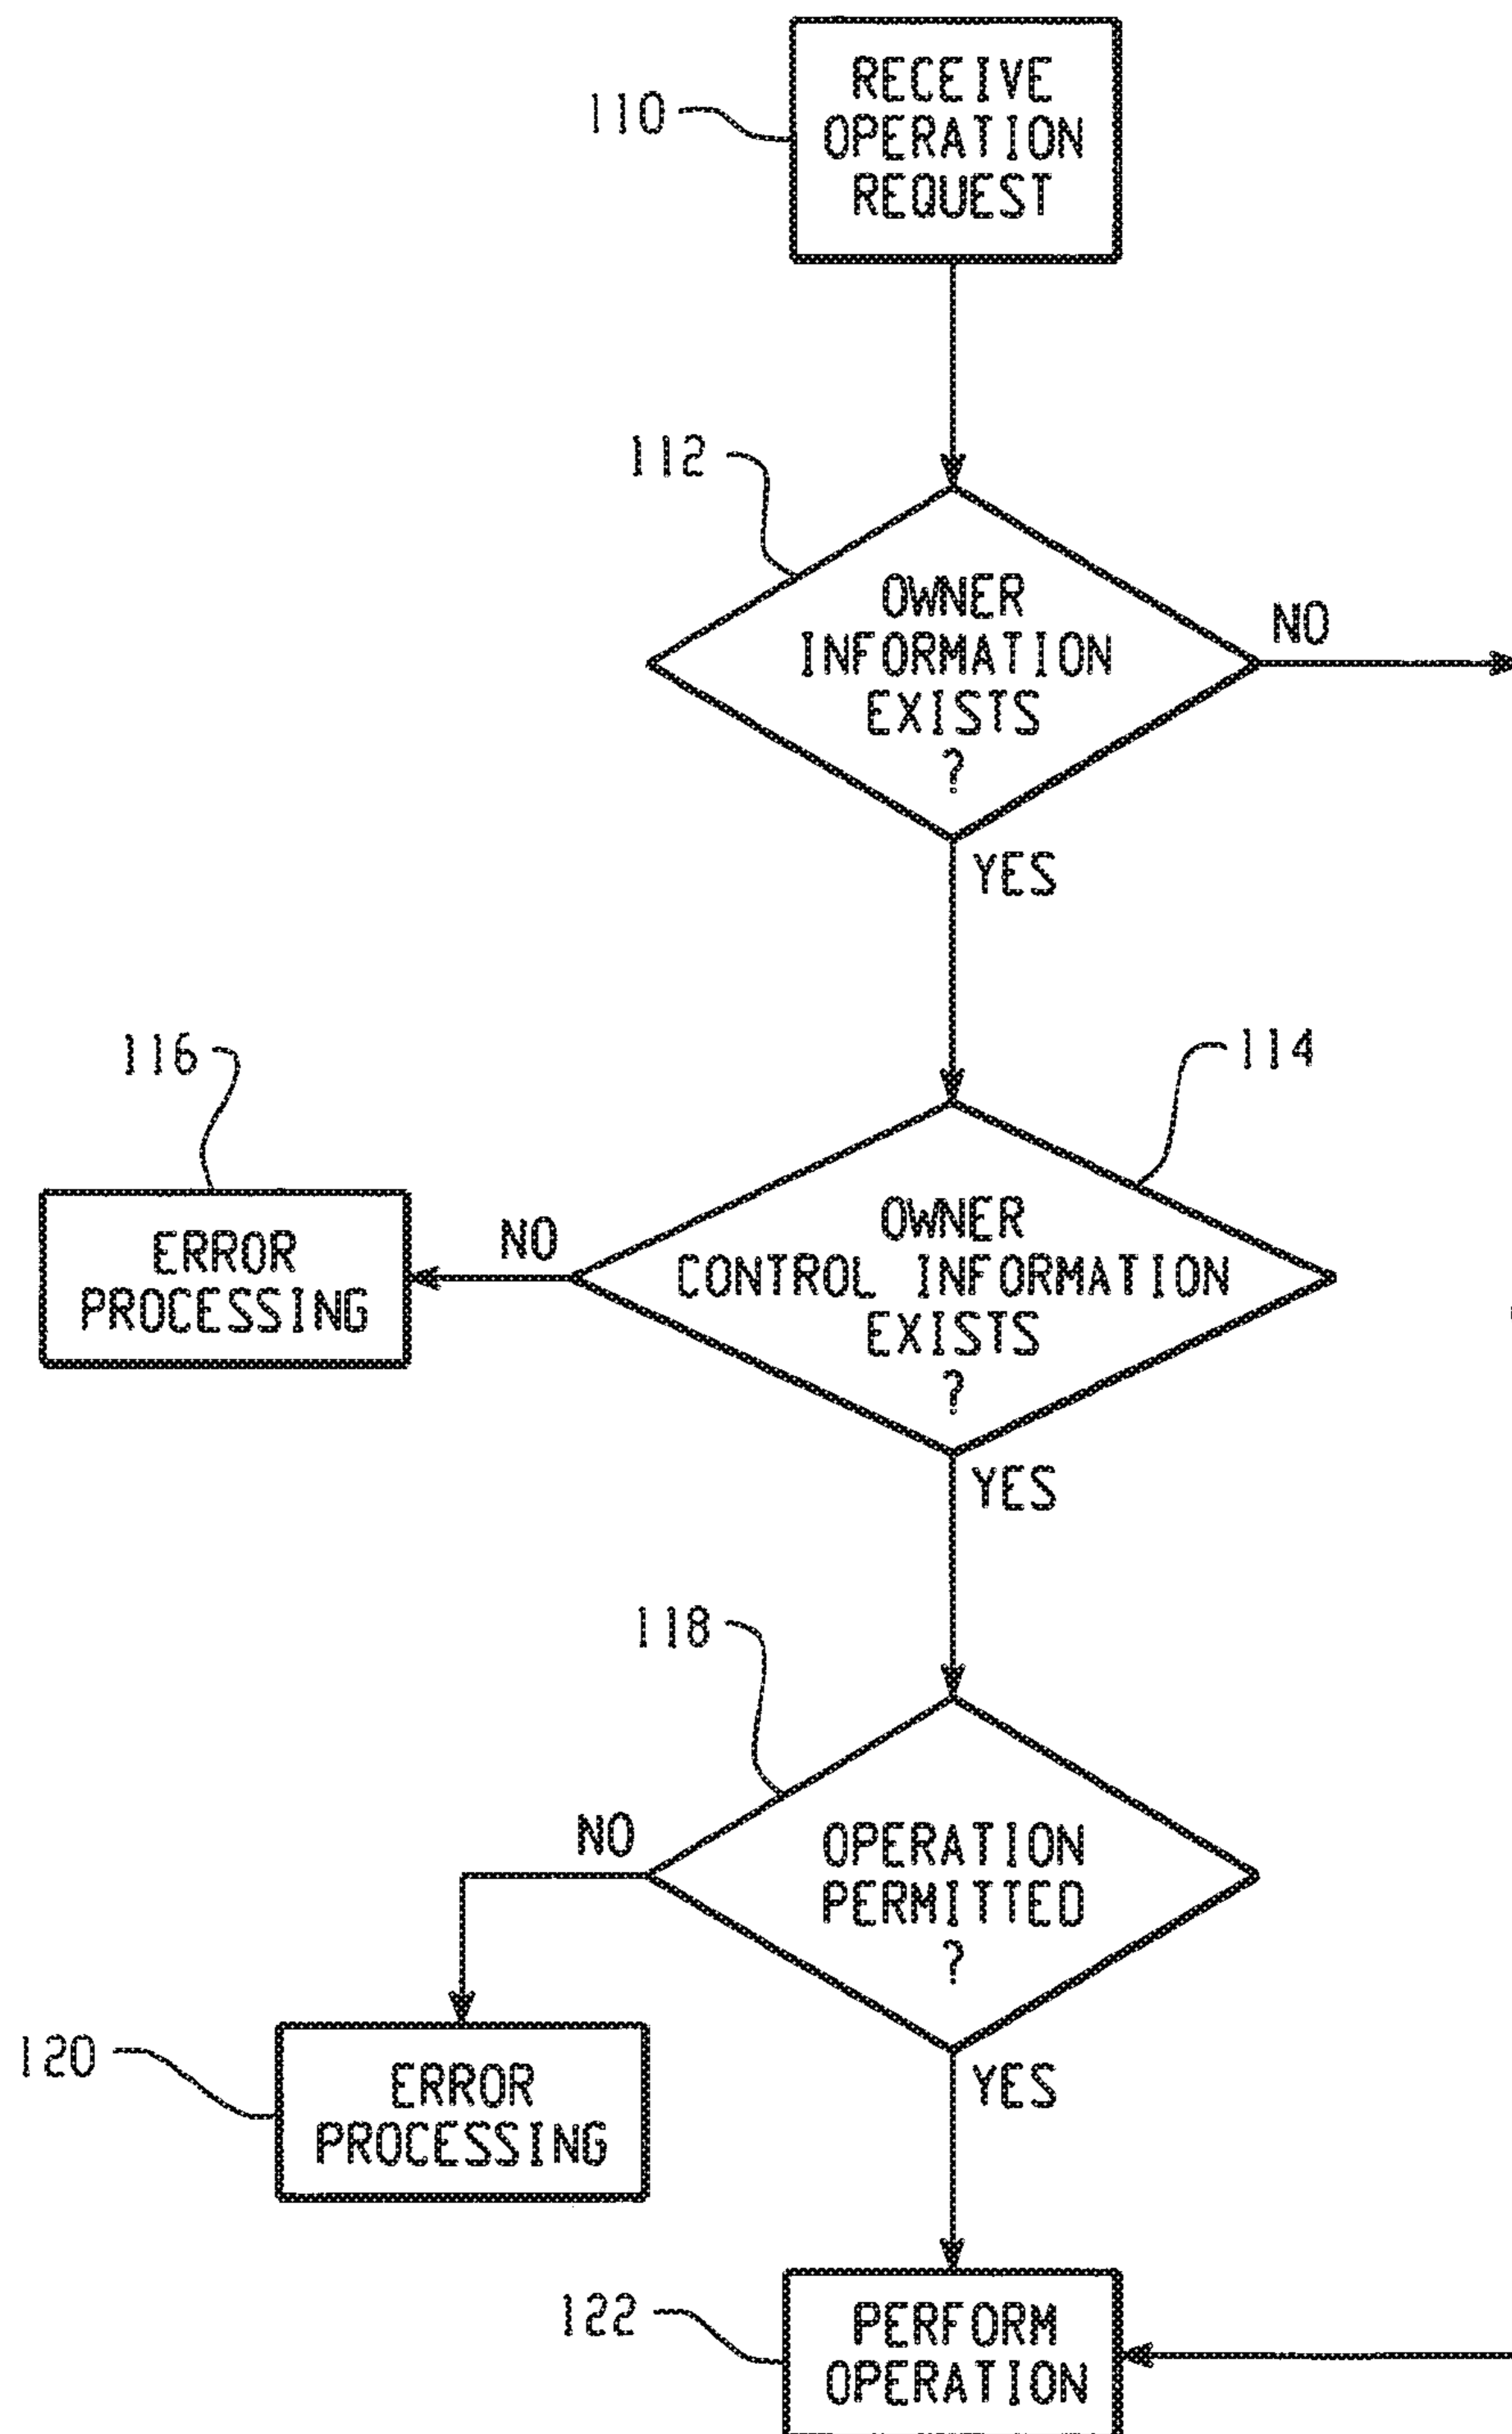 110
RECEIVE
OPERATION
REQUEST
112
OWNER
INFORMATION
EXISTS
?
NO
YES
116
114
ERROR
PROCESSING
NO
OWNER
CONTROL INFORMATION
EXISTS
?
YES
118
NO
OPERATION
PERMITTED
?
120
ERROR
PROCESSING
YES
122
PERFORM
OPERATION